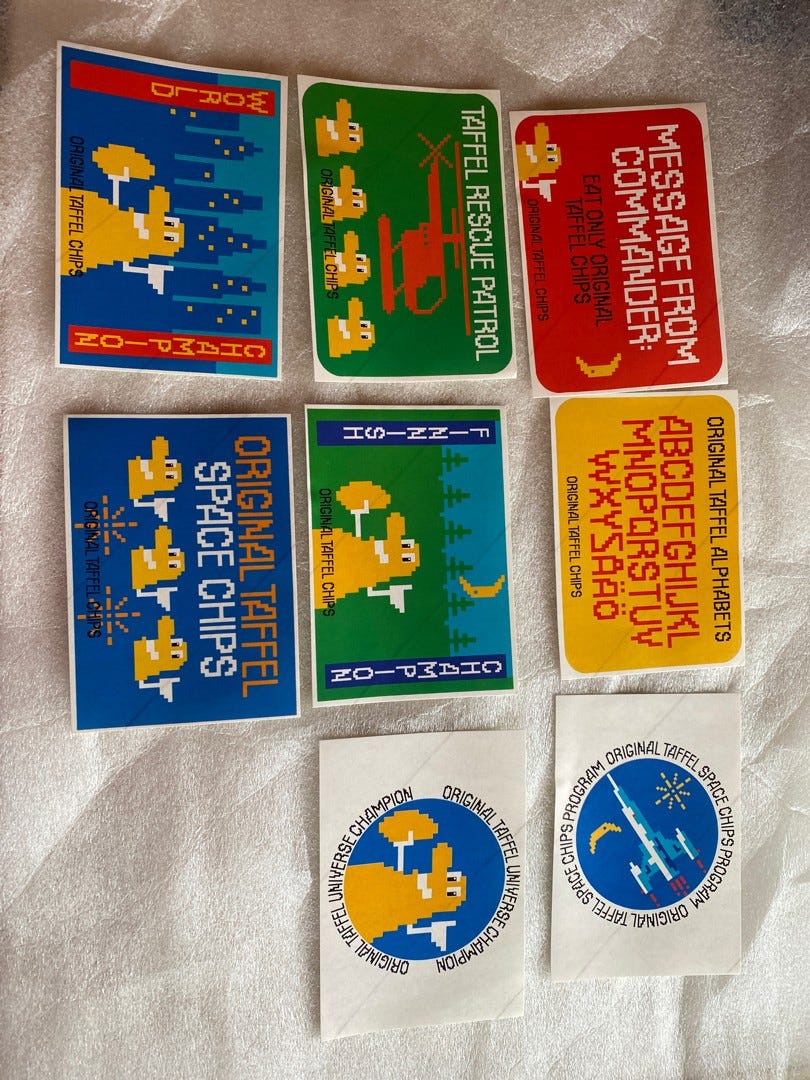 MESSAGE FROM
COMMANDER:
EAT ONLY ORIGINAL
TAFFEL CHIPS
ORIGINAL TAFFEL CHIPS
ORIGINAL TAFFEL ALPHABETS
ABCDEFGHIJKL
MNOPQRSTUV
WXYZÅÄÖ
ORIGINAL TAFFEL CHIPS
ORIGINAL TAFFEL SPACE CHIPS PROGRAM
ORIGINAL TAFFEL SPACE CHIPS PROGRAM
TAFFEL RESCUE PATROL
ORIGINAL TAFFEL CHIPS
FINNISH
CHAMPION
ORIGINAL TAFFEL CHIPS
ORIGINAL TAFFEL UNIVERSE CHAMPION
ORIGINAL TAFFEL UNIVERSE CHAMPION
WORLD
CHAMPION
ORIGINAL TAFFEL CHIPS
ORIGINAL TAFFEL
SPACE CHIPS
ORIGINAL TAFFEL CHIPS